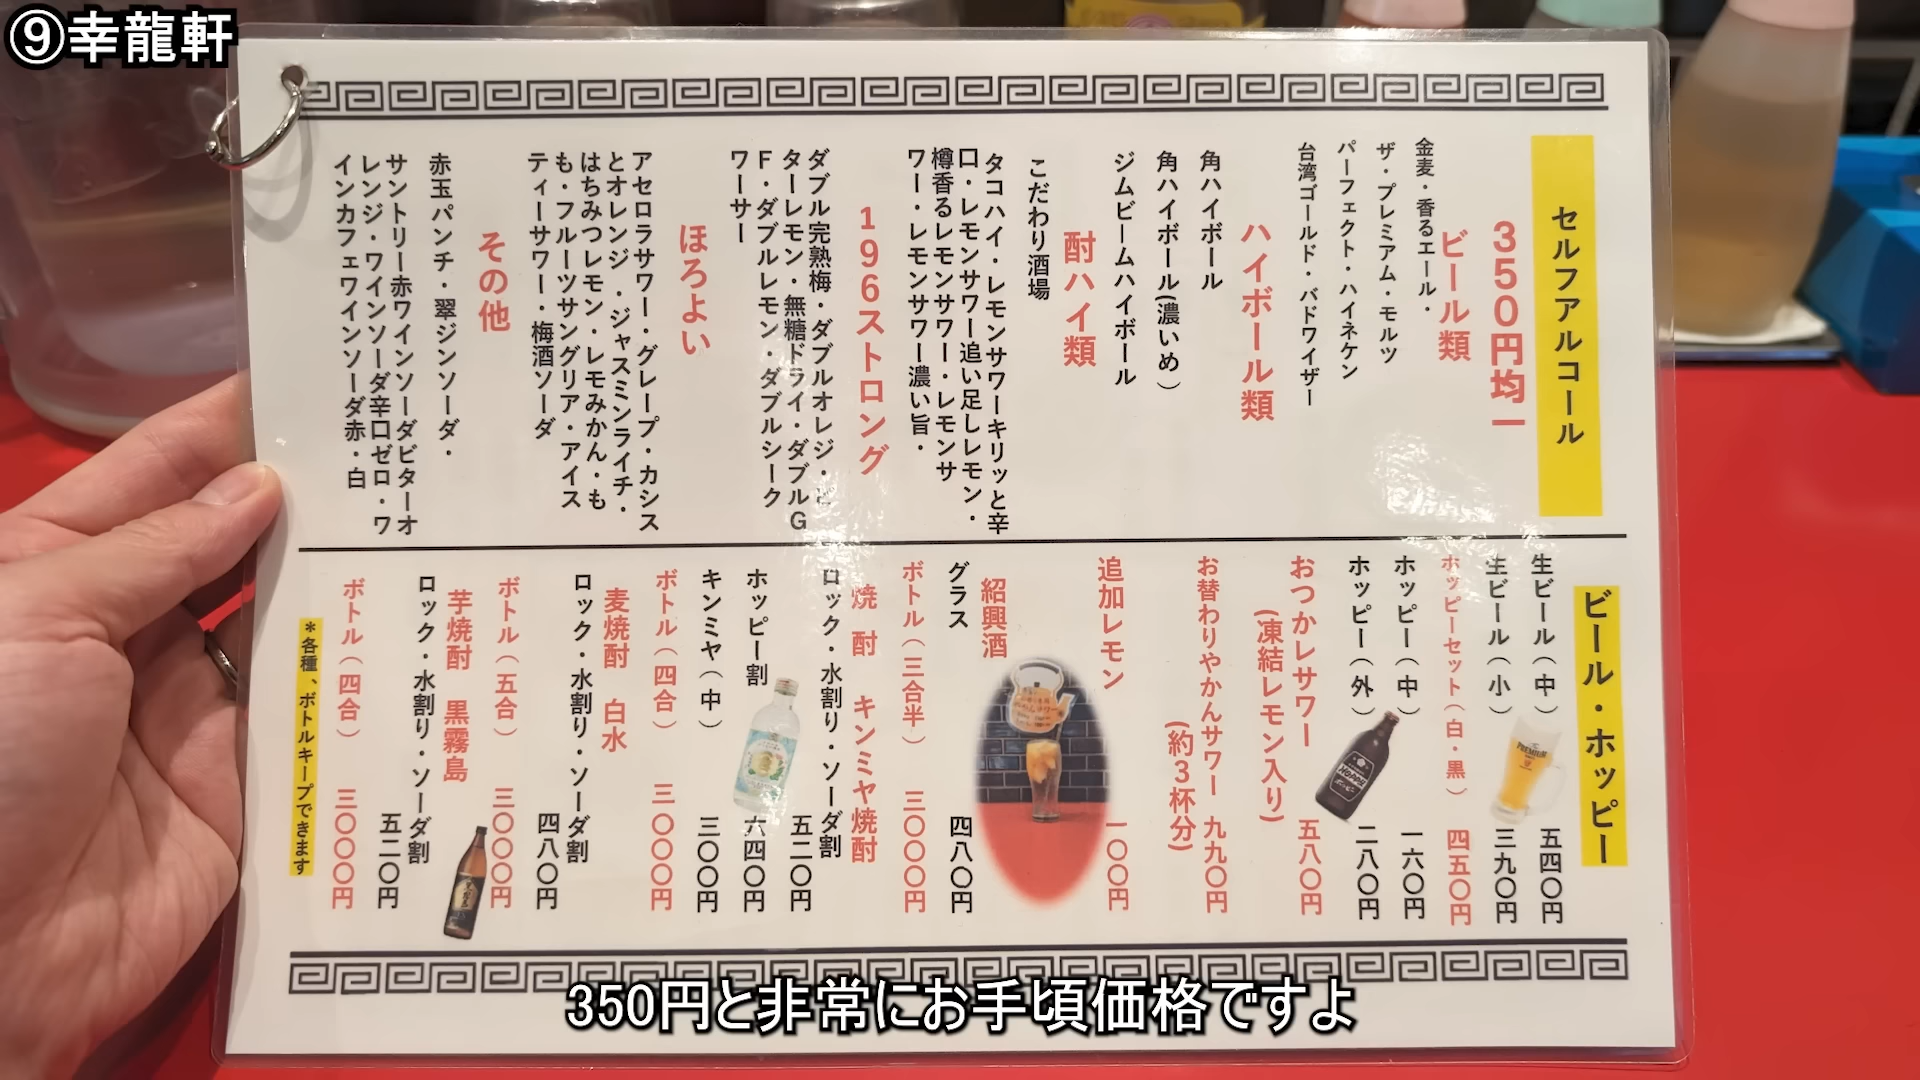 ⑨幸龍軒
セルフアルコール
350円均一
ビール類
金麦・香るエール・
ザ・プレミアム・モルツ
パーフェクト・ハイネケン
台湾ゴールド・バドワイザー
ハイボール類
角ハイボール
角ハイボール(濃いめ)
ジムビームハイボール
酎ハイ類
こだわり酒場
タコハイ・レモンサワーキリッと辛
口・レモンサワー追い足しレモン・
樽香るレモンサワー・レモンサ
ワー・レモンサワー濃い旨・
196ストロング
ダブル完熟梅・ダブルオレジ・ビ
ターレモン・無糖ドライ・ダブルG
F・ダブルレモン・ダブルシーク
ワーサー
ほろよい
アセロラサワー・グレープ・カシス
とオレンジ・ジャスミンライチ・
はちみつレモン・レモみかん・も
も・フルーツサングリア・アイス
ティーサワー・梅酒ソーダ
その他
赤玉パンチ・翠ジンソーダ・
サントリー赤ワインソーダビターオ
レンジ・ワインソーダ辛口ゼロ・ワ
インカフェワインソーダ赤・白
ビール・ホッピー
生ビール(中) 五四〇円
生ビール(小) 三九〇円
ホッピーセット(白・黒) 四五〇円
ホッピー(中) 一六〇円
ホッピー(外) 二八〇円
おつかレサワー 五八〇円
(凍結レモン入り)
お替わりやかんサワー 九九〇円
(約3杯分)
追加レモン 一〇〇円
紹興酒
グラス 四八〇円
ボトル(三合半) 三〇〇〇円
焼酎 キンミヤ焼酎
ロック・水割り・ソーダ割 五二〇円
ホッピー割 六四〇円
キンミヤ(中) 三〇〇円
ボトル(四合) 三〇〇〇円
麦焼酎 白水
ロック・水割り・ソーダ割 四八〇円
ボトル(五合) 三〇〇〇円
芋焼酎 黒霧島
ロック・水割り・ソーダ割 五二〇円
ボトル(四合) 三〇〇〇円
*各種、ボトルキープできます
350円と非常にお手頃価格ですよ